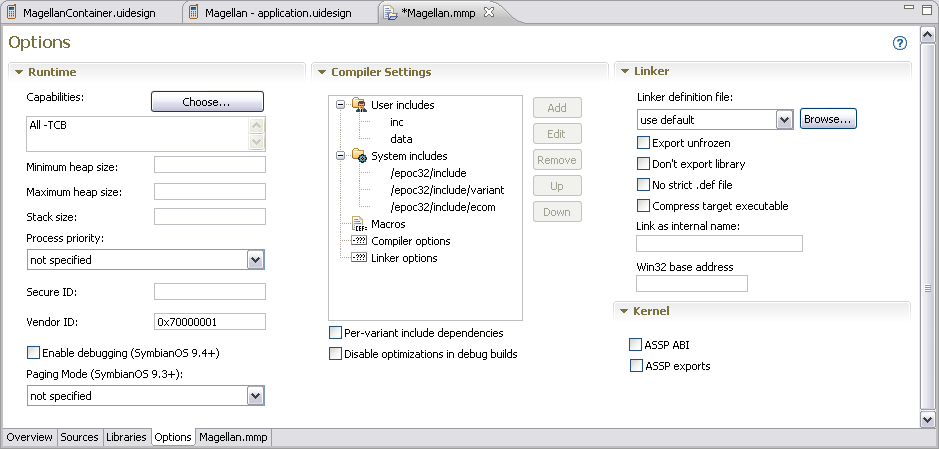 MagellanContainer.uidesign
Magellan - application.uidesign
*Magellan.mmp
Options
?
Runtime
Capabilities:
Choose...
All -TCB
Minimum heap size:
Maximum heap size:
Stack size:
Process priority:
not specified
Secure ID:
Vendor ID:
0x70000001
Enable debugging (SymbianOS 9.4+)
Paging Mode (SymbianOS 9.3+):
not specified
Compiler Settings
User includes
inc
data
System includes
/epoc32/include
/epoc32/include/variant
/epoc32/include/ecom
Macros
Compiler options
Linker options
Add
Edit
Remove
Up
Down
Per-variant include dependencies
Disable optimizations in debug builds
Linker
Linker definition file:
use default
Browse...
Export unfrozen
Don't export library
No strict .def file
Compress target executable
Link as internal name:
Win32 base address
Kernel
ASSP ABI
ASSP exports
Overview
Sources
Libraries
Options
Magellan.mmp